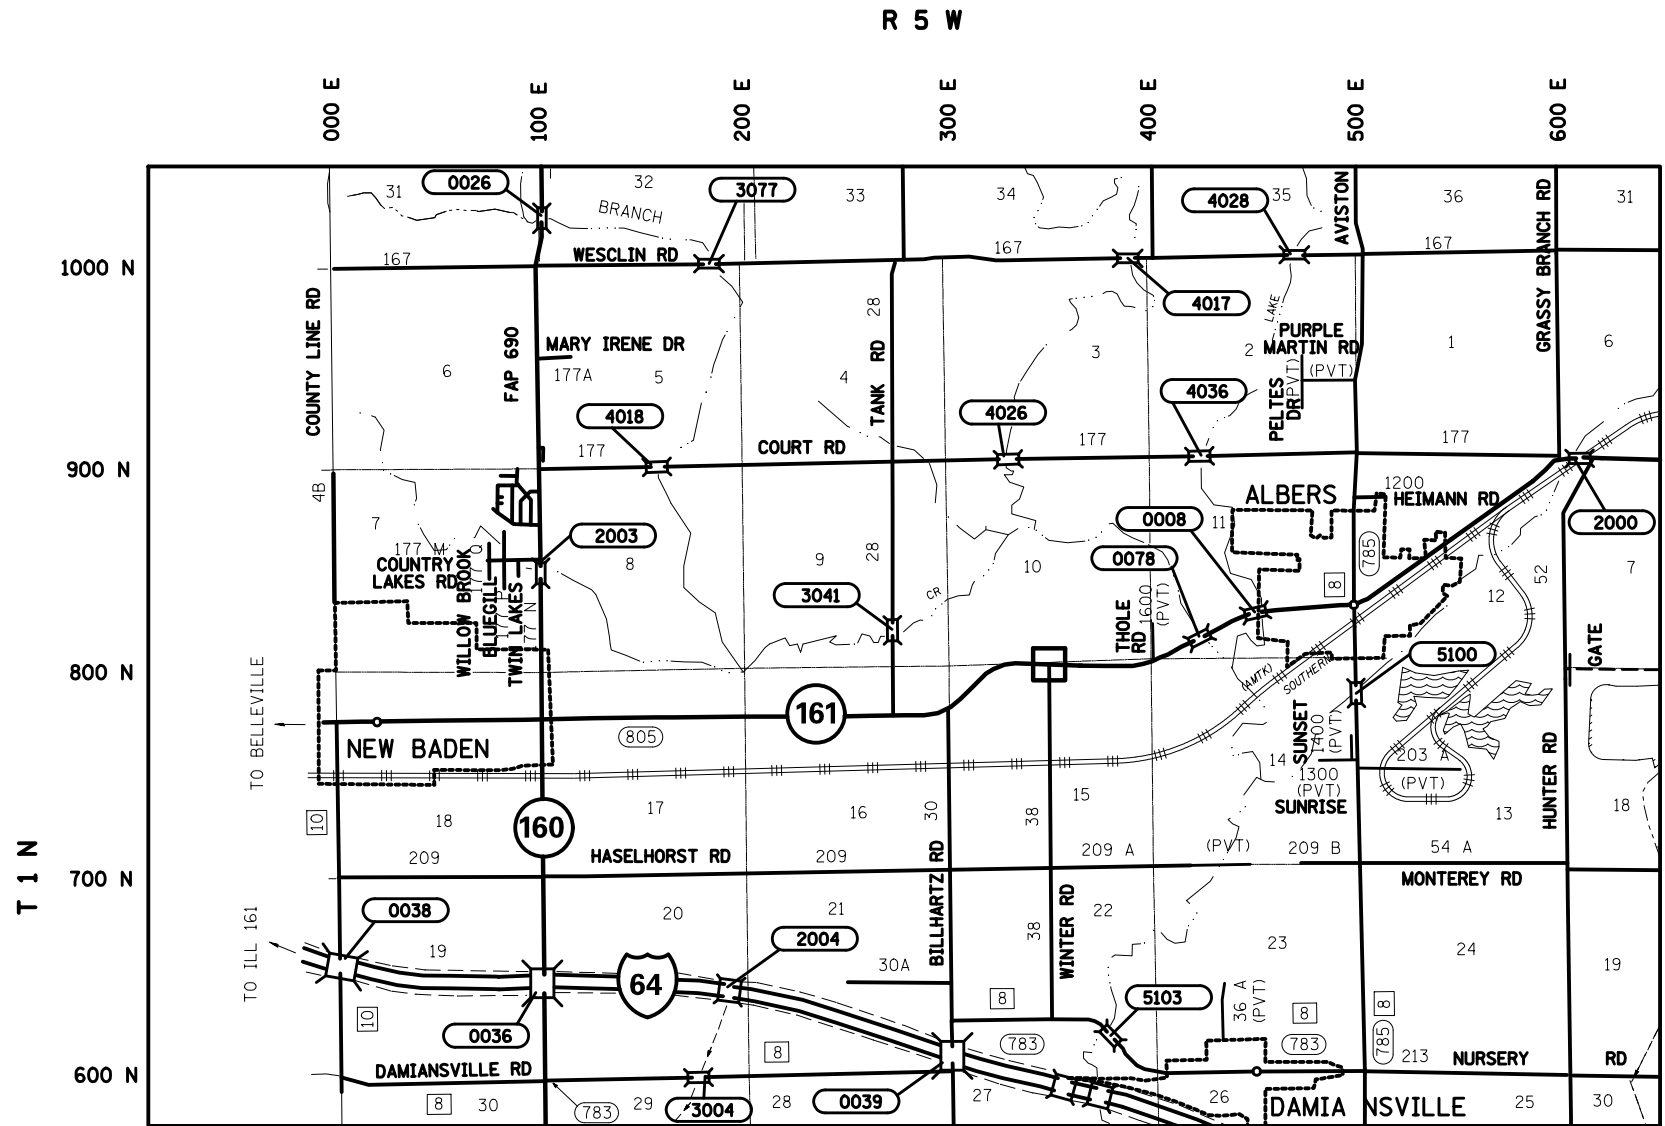 R 5 W
000 E
100 E
200 E
300 E
400 E
500 E
600 E
31
0026
32
3077
33
34
4028
35
AVISTON
36
GRASSY BRANCH RD
31
BRANCH
1000 N
167
WESCLIN RD
167
167
4017
LAKE
COUNTY LINE RD
FAP 690
MARY IRENE DR
28
TANK RD
PURPLE
MARTIN RD
(PVT)
(PVT)
PELTES
DR
6
177A
5
4
3
2
1
6
4018
4026
4036
900 N
177
COURT RD
177
177
4B
7
ALBERS
1200
HEIMANN RD
2000
0008
11
177 M
COUNTRY
LAKES RD
2003
8
9
28
10
0078
785
8
52
7
WILLOW BROOK
177 Q
BLUEGILL
177 P
TWIN LAKES
177 N
3041
CR
THOLE
RD
1600
(PVT)
12
GATE
5100
800 N
(AMTK)
SOUTHERN
TO BELLEVILLE
161
NEW BADEN
805
SUNSET
1400
(PVT)
14
203 A
(PVT)
HUNTER RD
1300
(PVT)
SUNRISE
10
18
160
17
16
30
38
15
13
18
T 1 N
700 N
209
HASELHORST RD
209
BILLHARTZ RD
209 A
(PVT)
209 B
54 A
MONTEREY RD
0038
20
21
38
WINTER RD
22
TO ILL 161
19
2004
30A
23
24
19
64
8
5103
36 A
(PVT)
8
8
10
0036
8
783
783
785
600 N
DAMIANSVILLE RD
213
NURSERY RD
8
30
783
29
3004
28
0039
27
26
DAMIANSVILLE
25
30